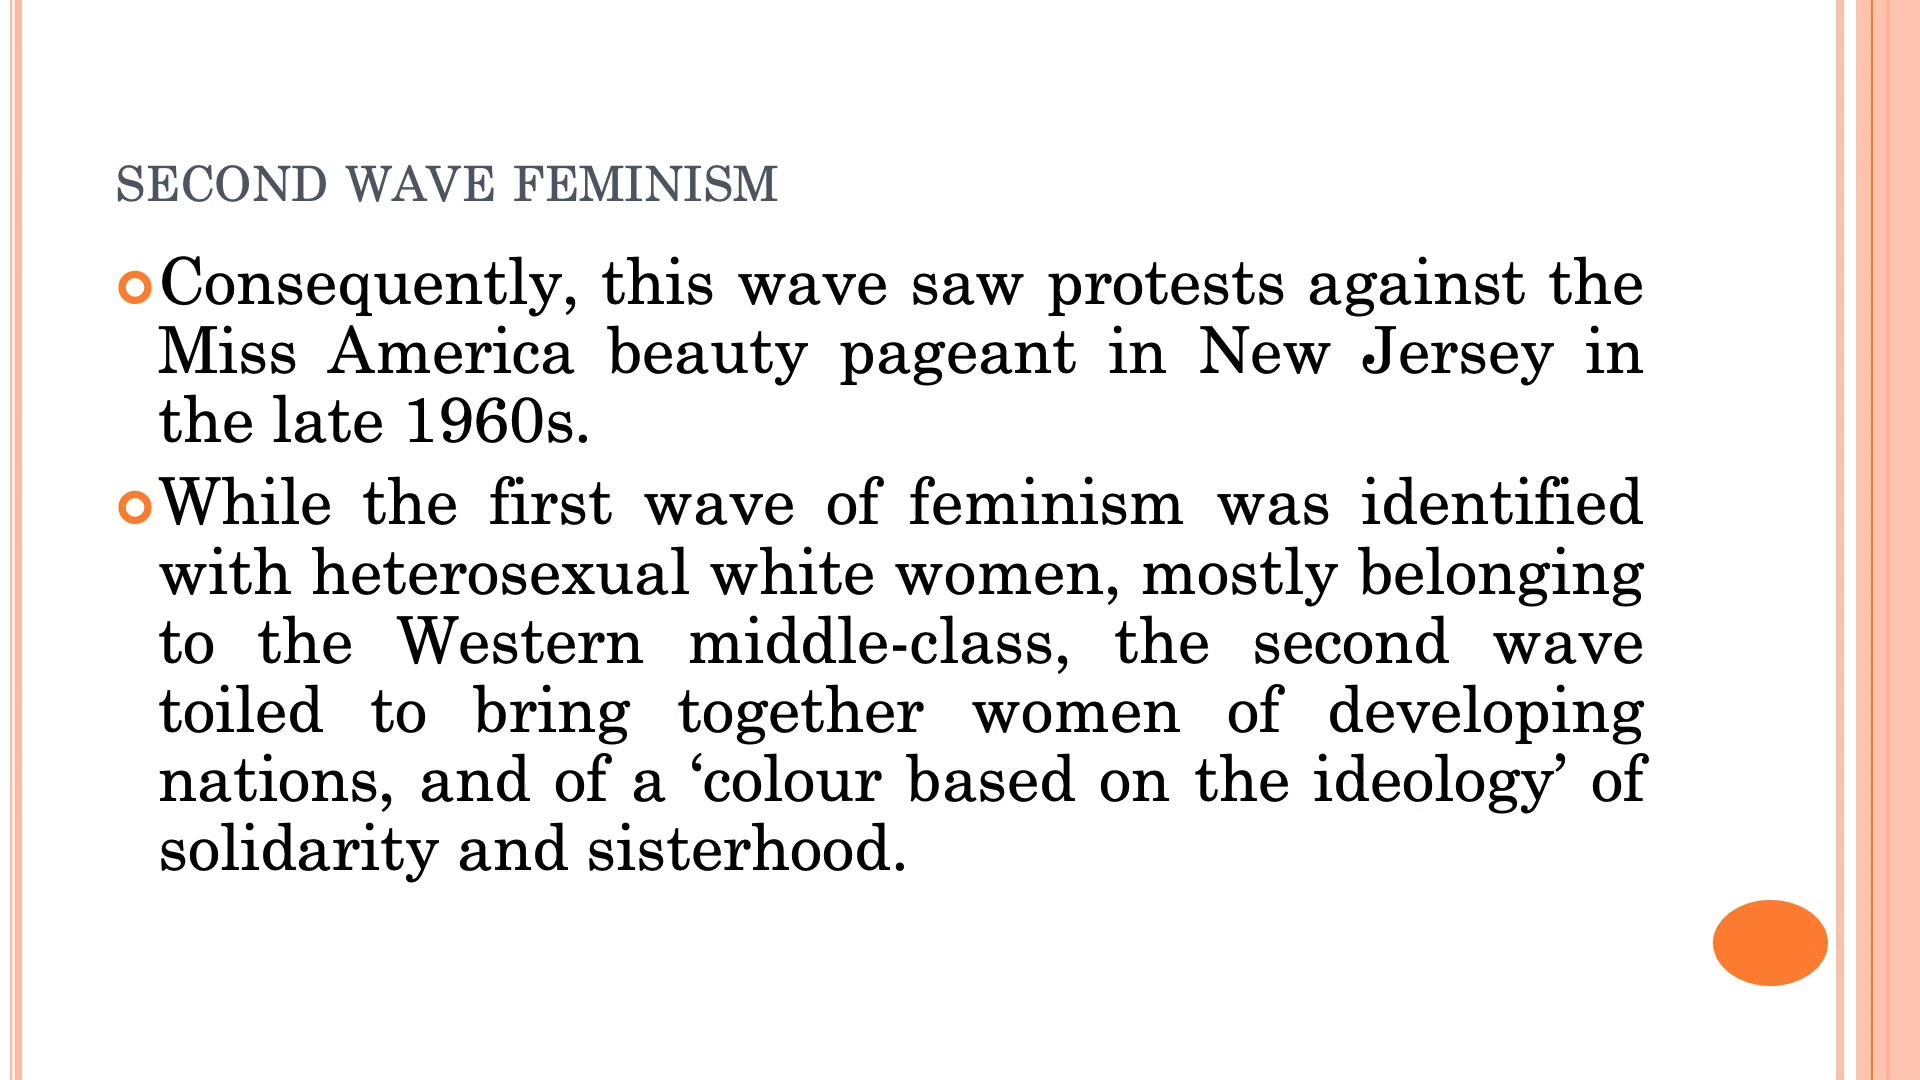 SECOND WAVE FEMINISM
Consequently, this wave saw protests against the
Miss America beauty pageant in New Jersey in
the late 1960s.
While the first wave of feminism was identified
with heterosexual white women, mostly belonging
to the Western middle-class, the second wave
toiled to bring together women of developing
nations, and of a ‘colour based on the ideology’ of
solidarity and sisterhood.